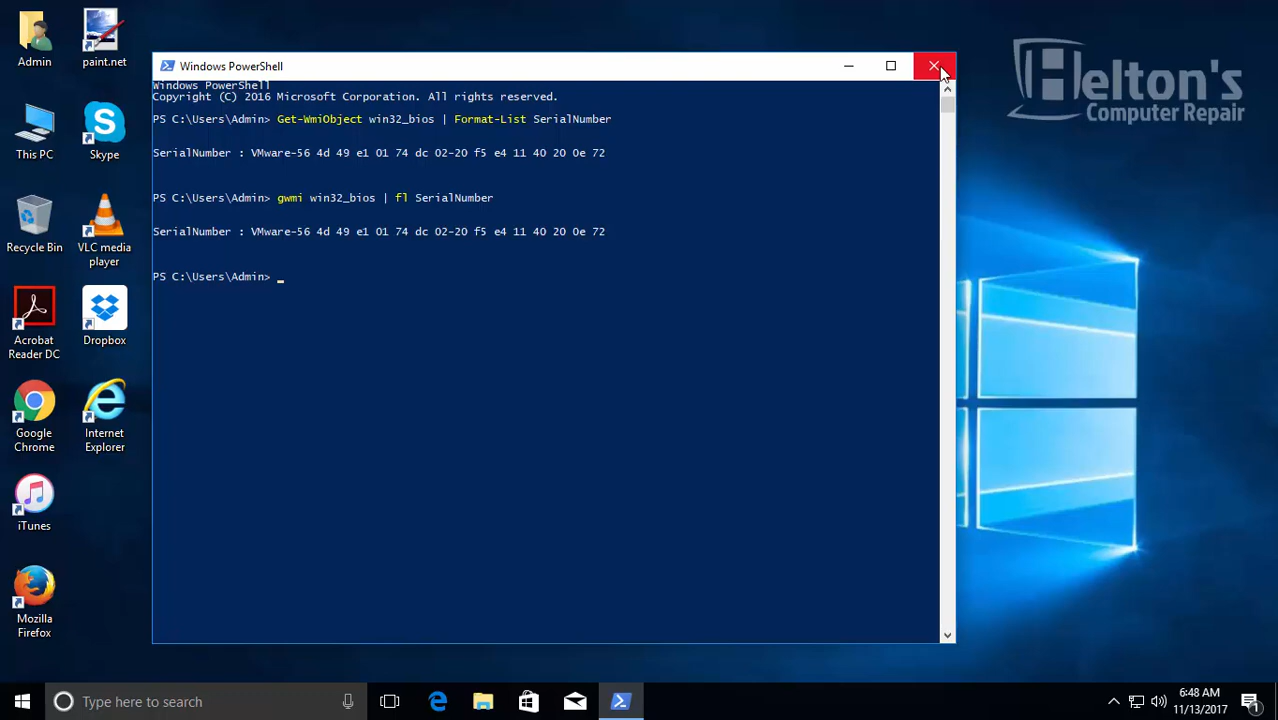 Admin
paint.net
This PC
Skype
Recycle Bin
VLC media
player
Acrobat
Reader DC
Dropbox
Google
Chrome
Internet
Explorer
iTunes
Mozilla
Firefox
Windows PowerShell
Windows PowerShell
Copyright (C) 2016 Microsoft Corporation. All rights reserved.
PS C:\Users\Admin> Get-WmiObject win32_bios | Format-List SerialNumber
SerialNumber : VMware-56 4d 49 e1 01 74 dc 02-20 f5 e4 11 40 20 0e 72
PS C:\Users\Admin> gwmi win32_bios | fl SerialNumber
SerialNumber : VMware-56 4d 49 e1 01 74 dc 02-20 f5 e4 11 40 20 0e 72
PS C:\Users\Admin> _
Helton's
Computer Repair
Type here to search
6:48 AM
11/13/2017
1